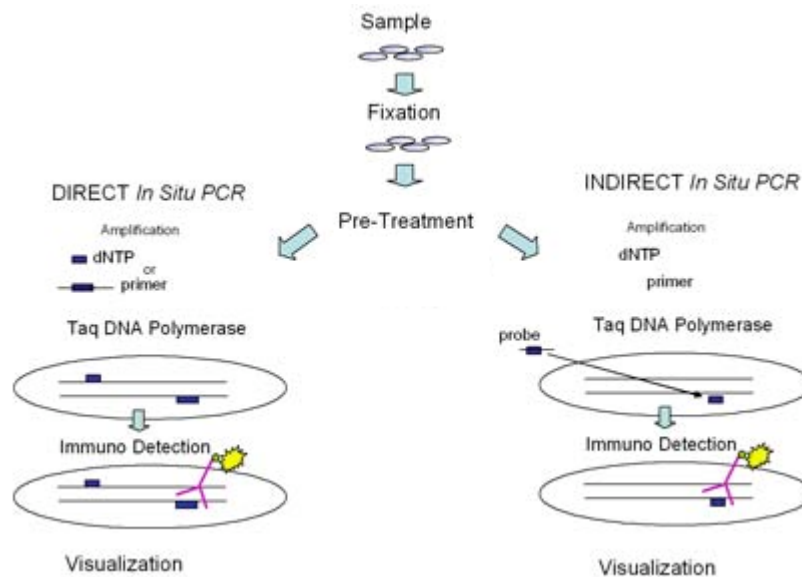 Sample
Fixation
Pre-Treatment
DIRECT In Situ PCR
Amplification
dNTP
or
primer
Taq DNA Polymerase
Immuno Detection
Visualization
INDIRECT In Situ PCR
Amplification
dNTP
primer
Taq DNA Polymerase
probe
Immuno Detection
Visualization